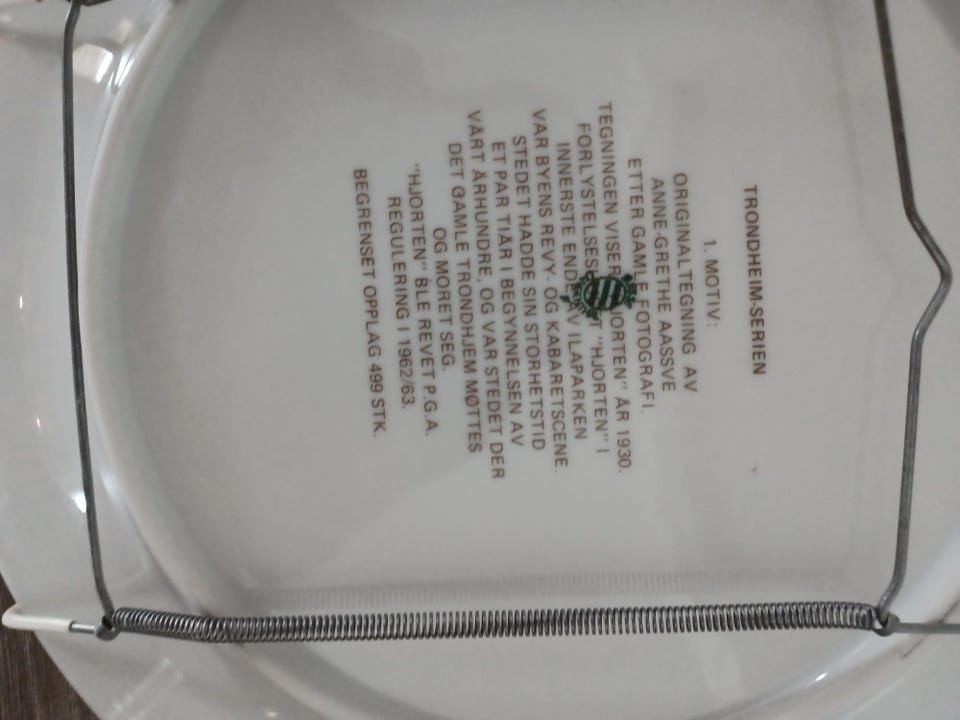 TRONDHEIM-SERIEN
1. MOTIV:
ORIGINALTEGNING AV
ANNE-GRETHE AASSVE
ETTER GAMLE FOTOGRAFI.
TEGNINGEN VISER "HJORTEN" ÅR 1930.
"HJORTEN" I
INNERSTE ENDE AV ILAPARKEN
VAR BYENS REVY- OG KABARETSCENE.
STEDET HADDE SIN STORHETSTID
ET PAR TIÅR I BEGYNNELSEN AV
VÅRT ÅRHUNDRE, OG VAR STEDET DER
DET GAMLE TRONDHJEM MØTTES
OG MORET SEG.
"HJORTEN" BLE REVET P.G.A.
REGULERING I 1962/63.
BEGRENSET OPPLAG 499 STK.